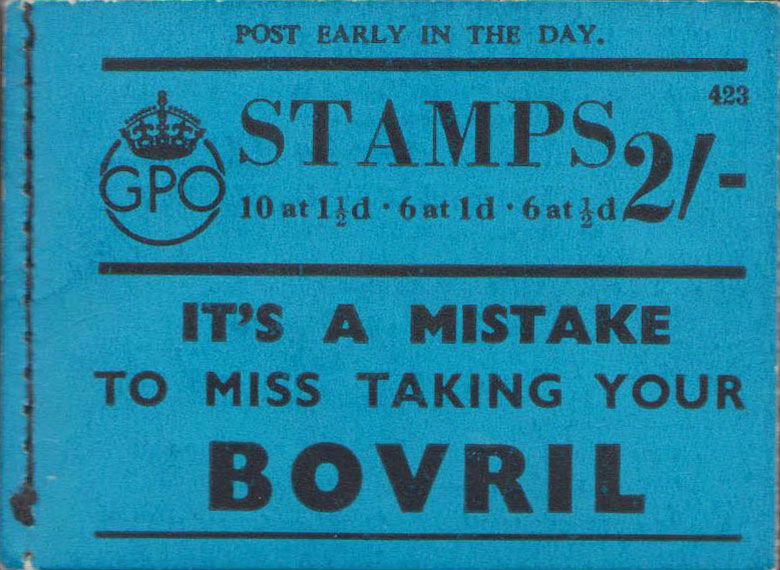 POST EARLY IN THE DAY.
423
STAMPS 2/-
GPO
10 at 1½d · 6 at 1d · 6 at ½d
IT'S A MISTAKE
TO MISS TAKING YOUR
BOVRIL